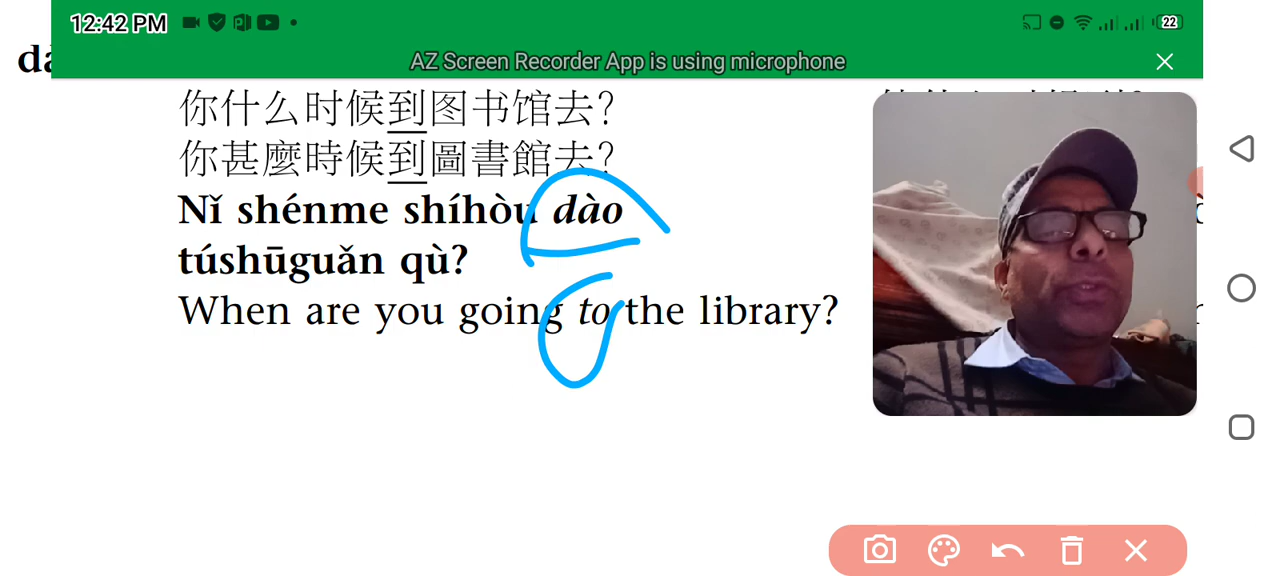 12:42 PM
22
AZ Screen Recorder App is using microphone
你什么时候到图书馆去?
你甚麼時候到圖書館去?
Nǐ shénme shíhòu dào
túshūguǎn qù?
When are you going to the library?